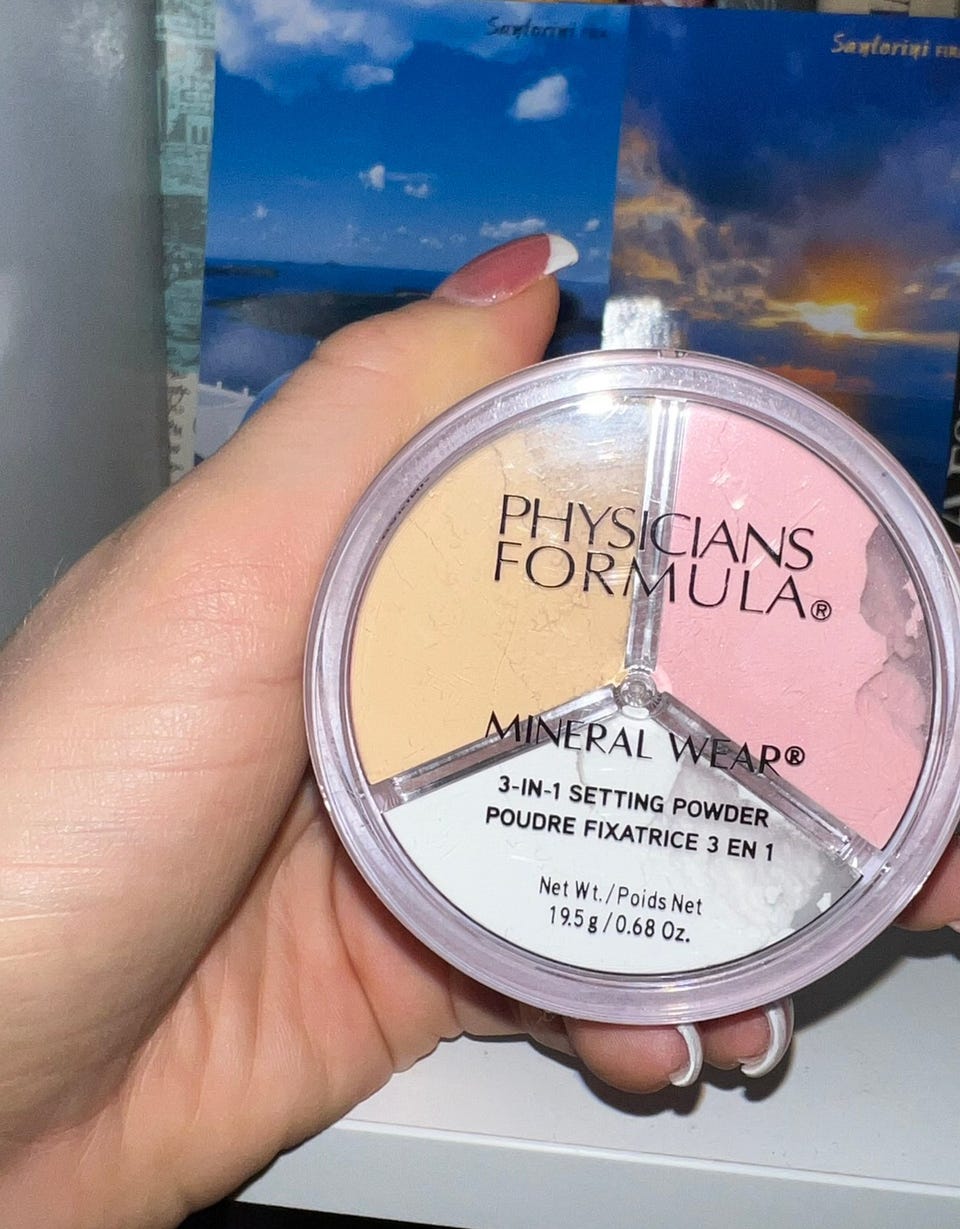 Santorini
Santorini
PHYSICIANS
FORMULA®
MINERAL WEAR®
3-IN-1 SETTING POWDER
POUDRE FIXATRICE 3 EN 1
Net Wt./Poids Net
19.5 g / 0.68 Oz.